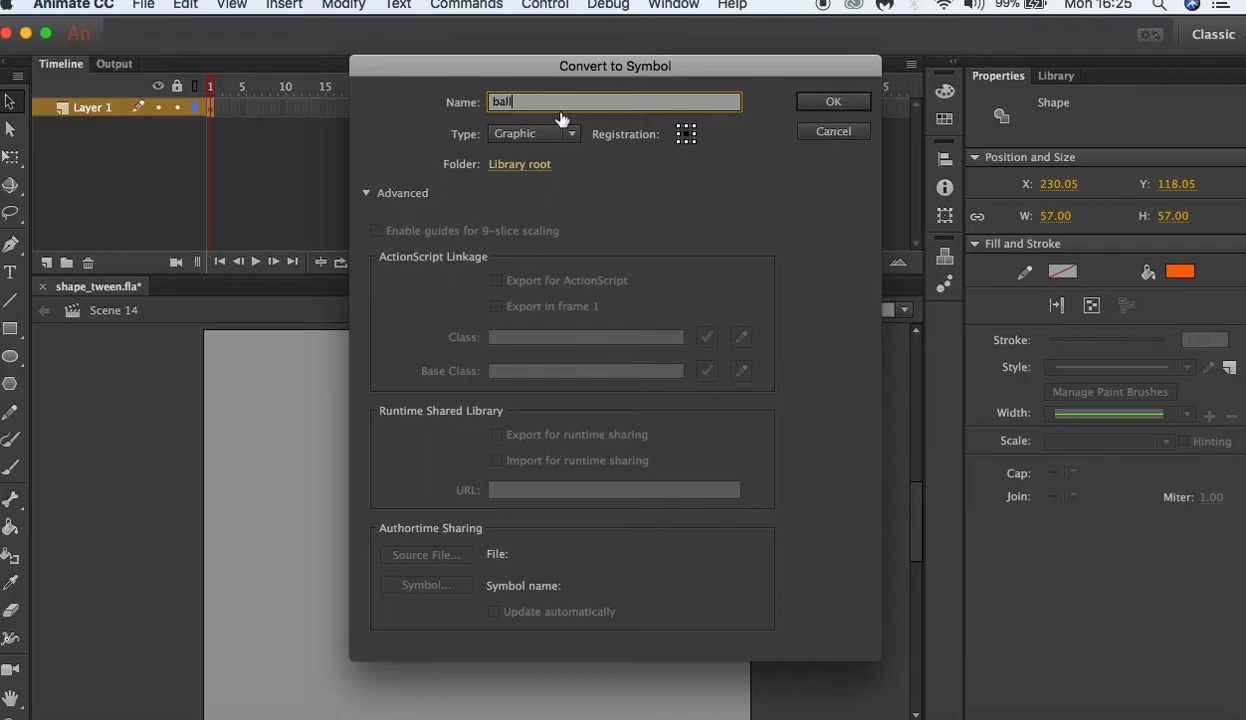 Animate CC File Edit View Insert Modify Text Commands Control Debug Window Help 99% Mon 16:25
An Classic
Timeline Output
1 5 10 15
Layer 1
shape_tween.fla*
Scene 14
Convert to Symbol
Name: ball OK
Type: Graphic Registration: Cancel
Folder: Library root
Advanced
Enable guides for 9-slice scaling
ActionScript Linkage
Export for ActionScript
Export in frame 1
Class:
Base Class:
Runtime Shared Library
Export for runtime sharing
Import for runtime sharing
URL:
Authortime Sharing
Source File... File:
Symbol... Symbol name:
Update automatically
Properties Library
Shape
Position and Size
X: 230.05 Y: 118.05
W: 57.00 H: 57.00
Fill and Stroke
Stroke: 1.00
Style:
Manage Paint Brushes
Width:
Scale: Hinting
Cap:
Join: Miter: 1.00